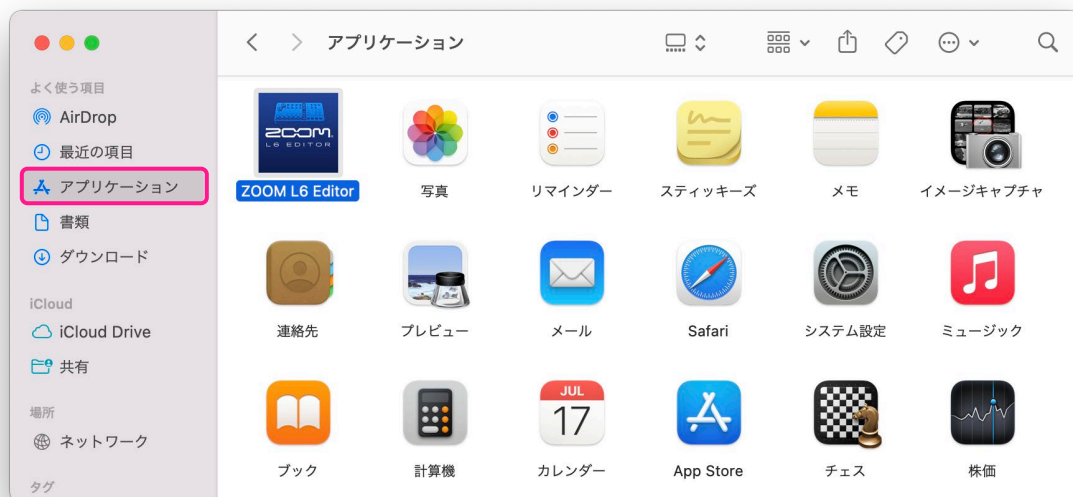 アプリケーション
よく使う項目
AirDrop
最近の項目
アプリケーション
書類
ダウンロード
iCloud
iCloud Drive
共有
場所
ネットワーク
タグ
ZOOM
L6 EDITOR
ZOOM L6 Editor
写真
リマインダー
スティッキーズ
メモ
イメージキャプチャ
連絡先
プレビュー
メール
Safari
システム設定
ミュージック
JUL
17
ブック
計算機
カレンダー
App Store
チェス
株価